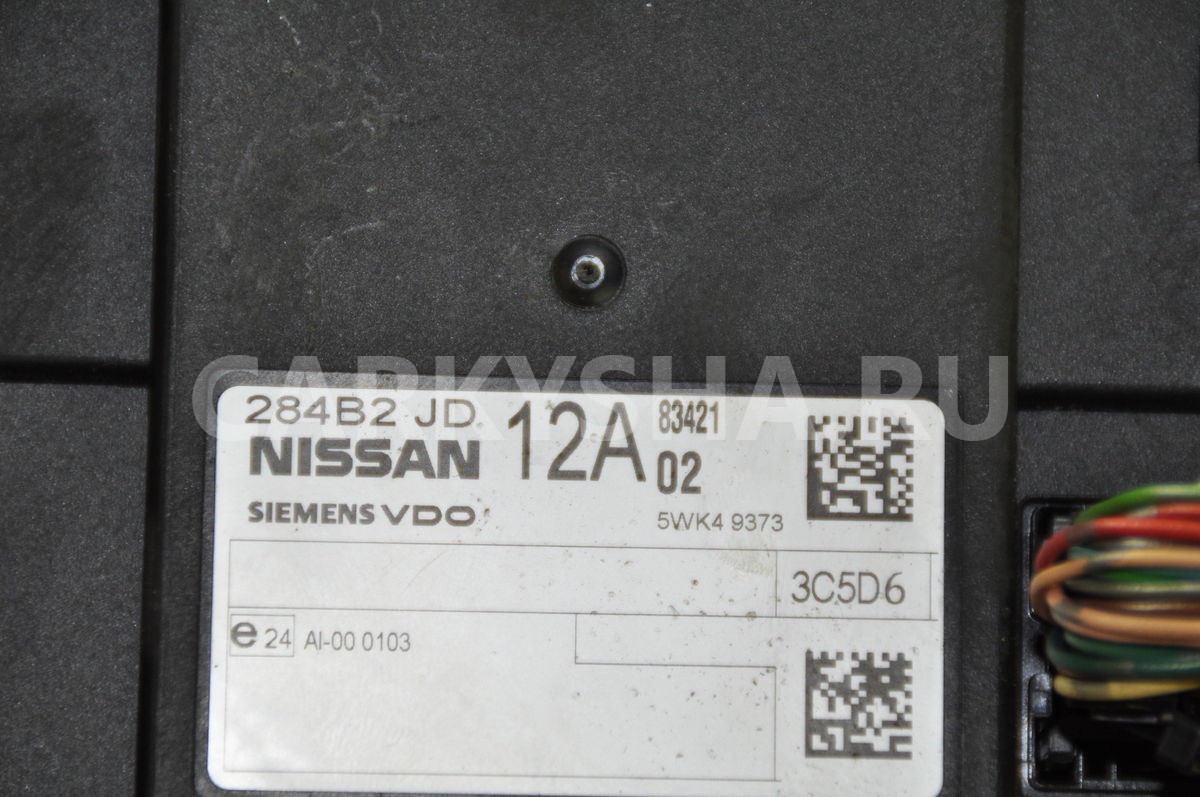 CARKYSHA.RU
284B2 JD. 12A 83421
NISSAN 02
SIEMENS VDO 5WK4 9373
3C5D6
e24 AI-00 0103